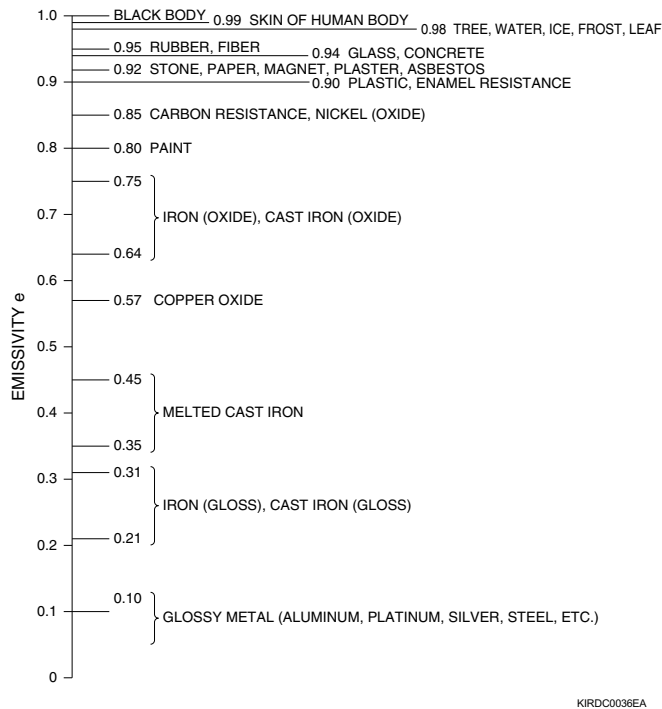 1.0
BLACK BODY
0.99 SKIN OF HUMAN BODY
0.98 TREE, WATER, ICE, FROST, LEAF
0.95 RUBBER, FIBER
0.94 GLASS, CONCRETE
0.92 STONE, PAPER, MAGNET, PLASTER, ASBESTOS
0.9
0.90 PLASTIC, ENAMEL RESISTANCE
0.85 CARBON RESISTANCE, NICKEL (OXIDE)
0.8
0.80 PAINT
0.75
0.7
IRON (OXIDE), CAST IRON (OXIDE)
0.64
0.6
0.57 COPPER OXIDE
EMISSIVITY e
0.5
0.45
0.4
MELTED CAST IRON
0.35
0.3
0.31
IRON (GLOSS), CAST IRON (GLOSS)
0.21
0.2
0.10
0.1
GLOSSY METAL (ALUMINUM, PLATINUM, SILVER, STEEL, ETC.)
0
KIRDC0036EA